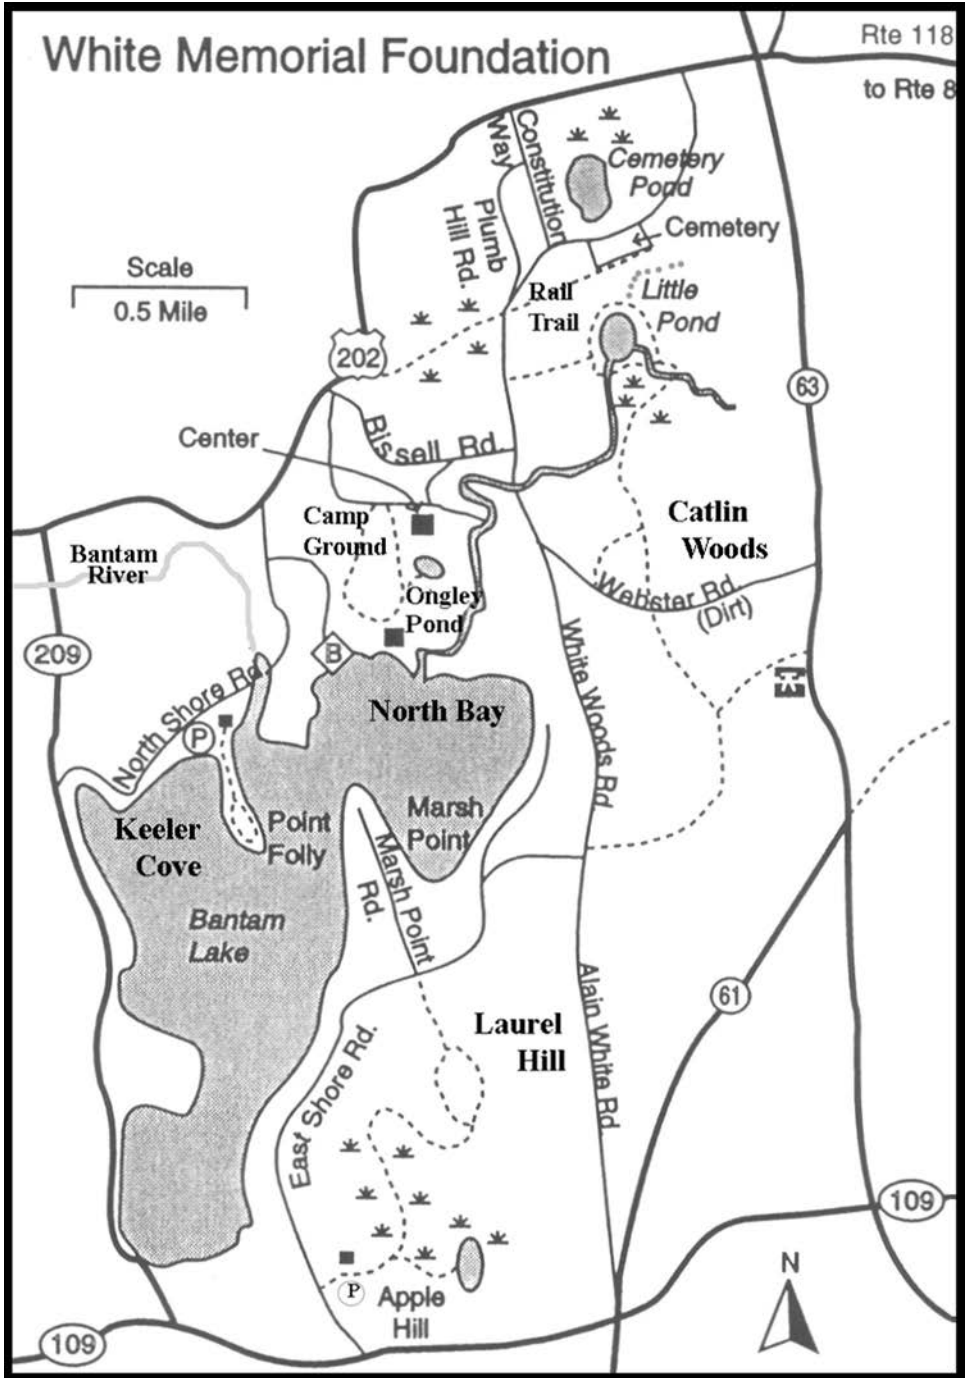 White Memorial Foundation
Rte 118
to Rte 8
Constitution
Way
Cemetery
Pond
Plumb
Hill Rd.
Cemetery
Scale
0.5 Mile
Rail
Trail
Little
Pond
202
63
Center
Bissell Rd.
Camp
Ground
Catlin
Woods
Bantam
River
Ongley
Pond
Webster Rd.
(Dirt)
209
B
North Shore Rd.
P
North Bay
White Woods Rd
Keeler
Cove
Point
Folly
Marsh
Point
Marsh Point
Rd.
Bantam
Lake
Alain White Rd.
61
Laurel
Hill
East Shore Rd.
109
N
P
Apple
Hill
109